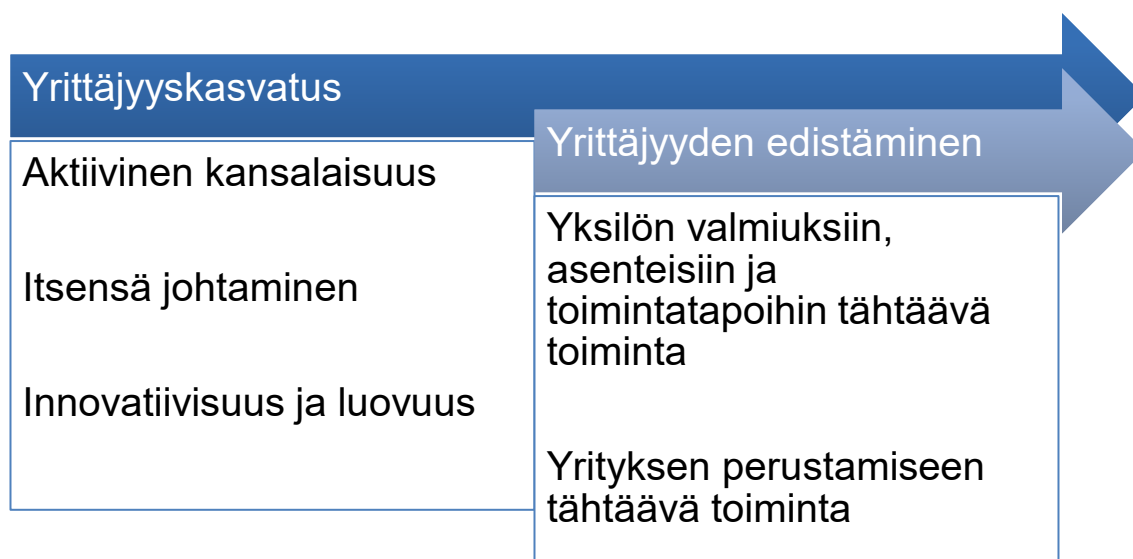 Yrittäjyyskasvatus
Aktiivinen kansalaisuus
Itsensä johtaminen
Innovatiivisuus ja luovuus
Yrittäjyyden edistäminen
Yksilön valmiuksiin,
asenteisiin ja
toimintatapoihin tähtäävä
toiminta
Yrityksen perustamiseen
tähtäävä toiminta